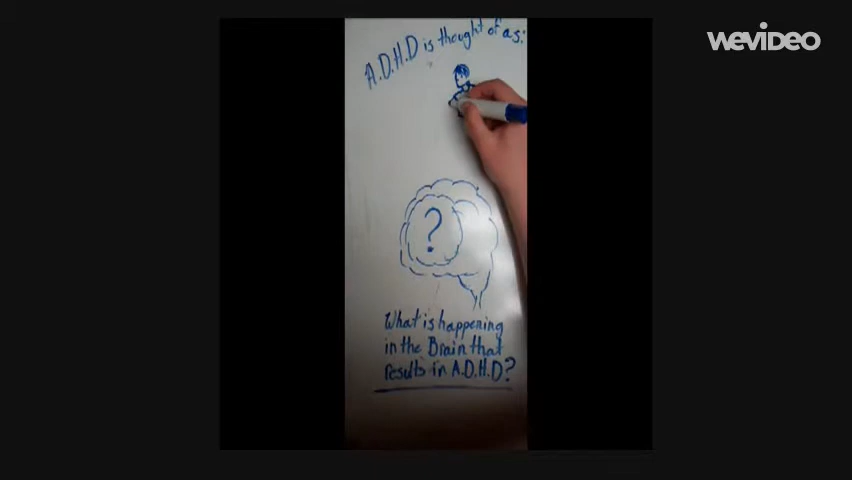 WEVIDEO
A.D.H.D is thought of as:
?
What is happening
in the Brain that
results in A.D.H.D?